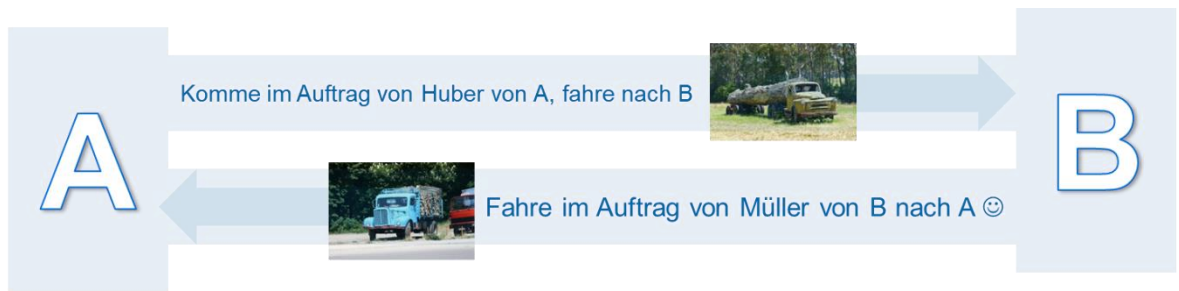 A
Komme im Auftrag von Huber von A, fahre nach B
B
Fahre im Auftrag von Müller von B nach A ☺